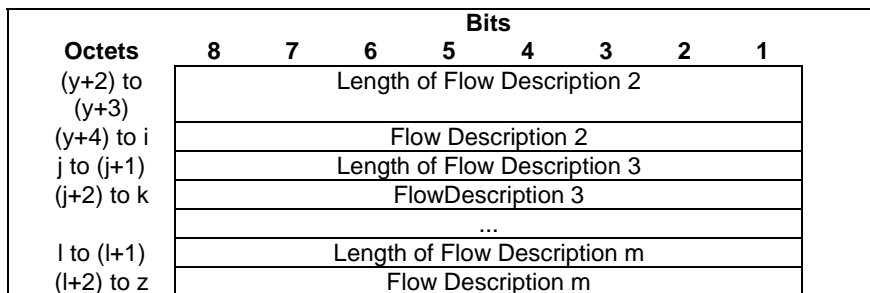 Bits
Octets 8 7 6 5 4 3 2 1
(y+2) to Length of Flow Description 2
(y+3)
(y+4) to i Flow Description 2
j to (j+1) Length of Flow Description 3
(j+2) to k FlowDescription 3
...
l to (l+1) Length of Flow Description m
(l+2) to z Flow Description m